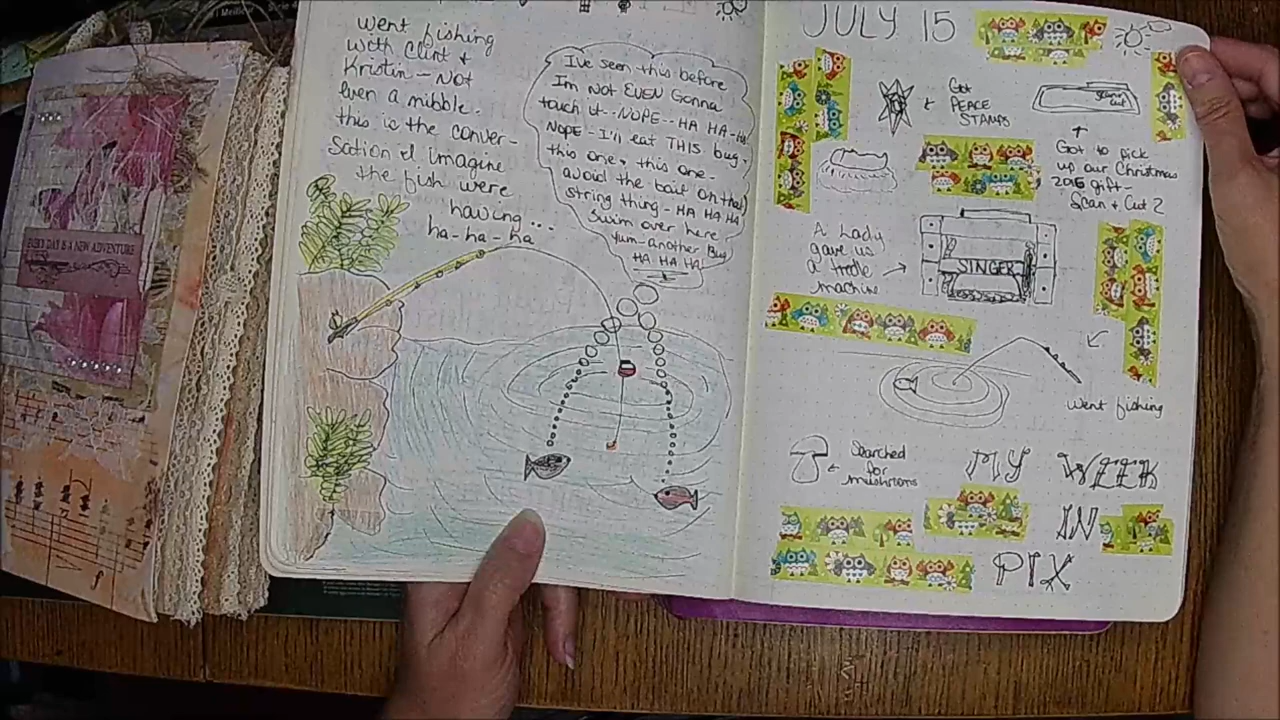 EVERY DAY IS A NEW ADVENTURE
went fishing
with Clint &
Kristin - Not
even a nibble.
this is the conver-
sation I imagine
the fish were
having...
ha-ha-ha
I've seen this before
Im not EVEN Gonna
touch it--NOPE--HA HA-HA
NOPE-I'll eat THIS bug,
this one & this one-
avoid the bait on that
string thing-HA HA HA
Swim over here
Yum-another Bug
HA HA HA!
JULY 15
Got
PEACE
STAMPS
scan n cut
Got to pick
up our Christmas
2016 gift-
Scan & Cut 2
A Lady
gave us
a trdle
machine
SINGER
went fishing
Searched
for
mushrooms
MY WEEK
IN
PIX